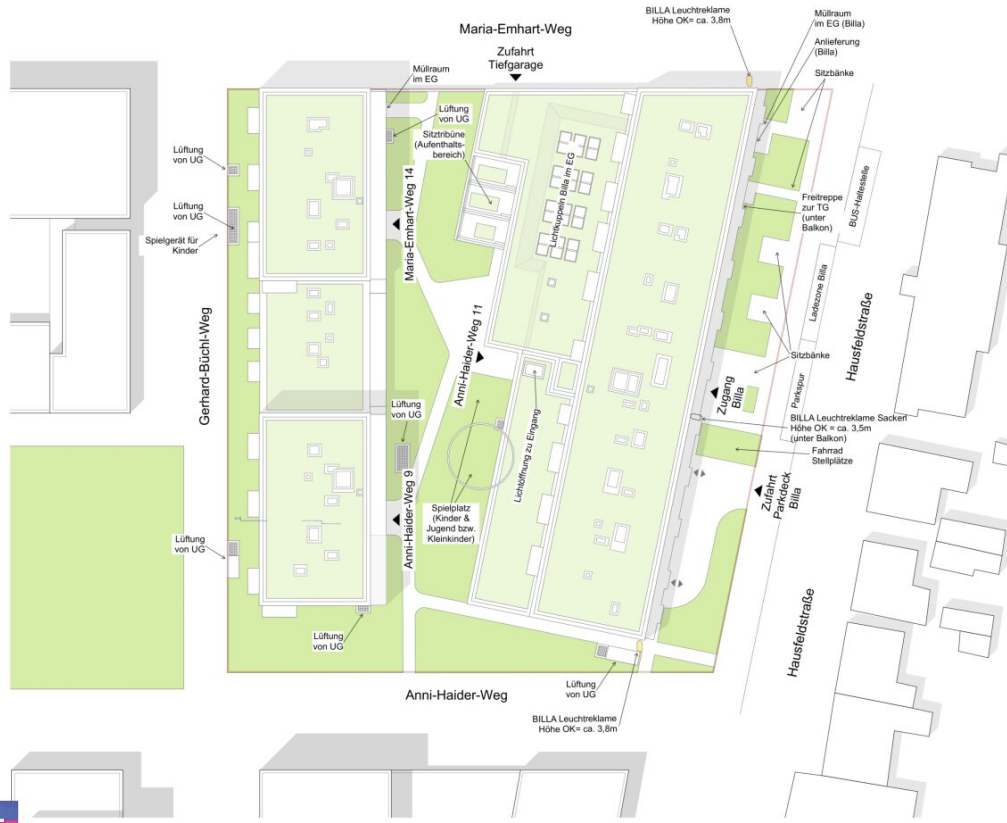 BILLA Leuchtreklame
Höhe OK= ca. 3,8m
Müllraum
im EG (Billa)
Maria-Emhart-Weg
Anlieferung
(Billa)
Zufahrt
Tiefgarage
Sitzbänke
Müllraum
im EG
Lüftung
von UG
Sitztribüne
(Aufenthalts-
bereich)
Lüftung
von UG
Lichtkuppeln Billa im EG
Maria-Emhart-Weg 14
BUS-Haltestelle
Freitreppe
zur TG
(unter
Balkon)
Lüftung
von UG
Spielgerät für
Kinder
Ladezone Billa
Hausfeldstraße
Gerhard-Büchl-Weg
Anni-Haider-Weg 11
Sitzbänke
Parkspur
Zugang
Billa
Lüftung
von UG
BILLA Leuchtreklame Sackerl
Höhe OK = ca. 3,5m
(unter Balkon)
Lichtöffnung zu Eingang
Fahrrad
Stellplätze
Anni-Haider-Weg 9
Spielplatz
(Kinder &
Jugend bzw.
Kleinkinder)
Zufahrt
Parkdeck
Billa
Lüftung
von UG
Lüftung
von UG
Hausfeldstraße
Lüftung
von UG
Anni-Haider-Weg
BILLA Leuchtreklame
Höhe OK= ca. 3,8m